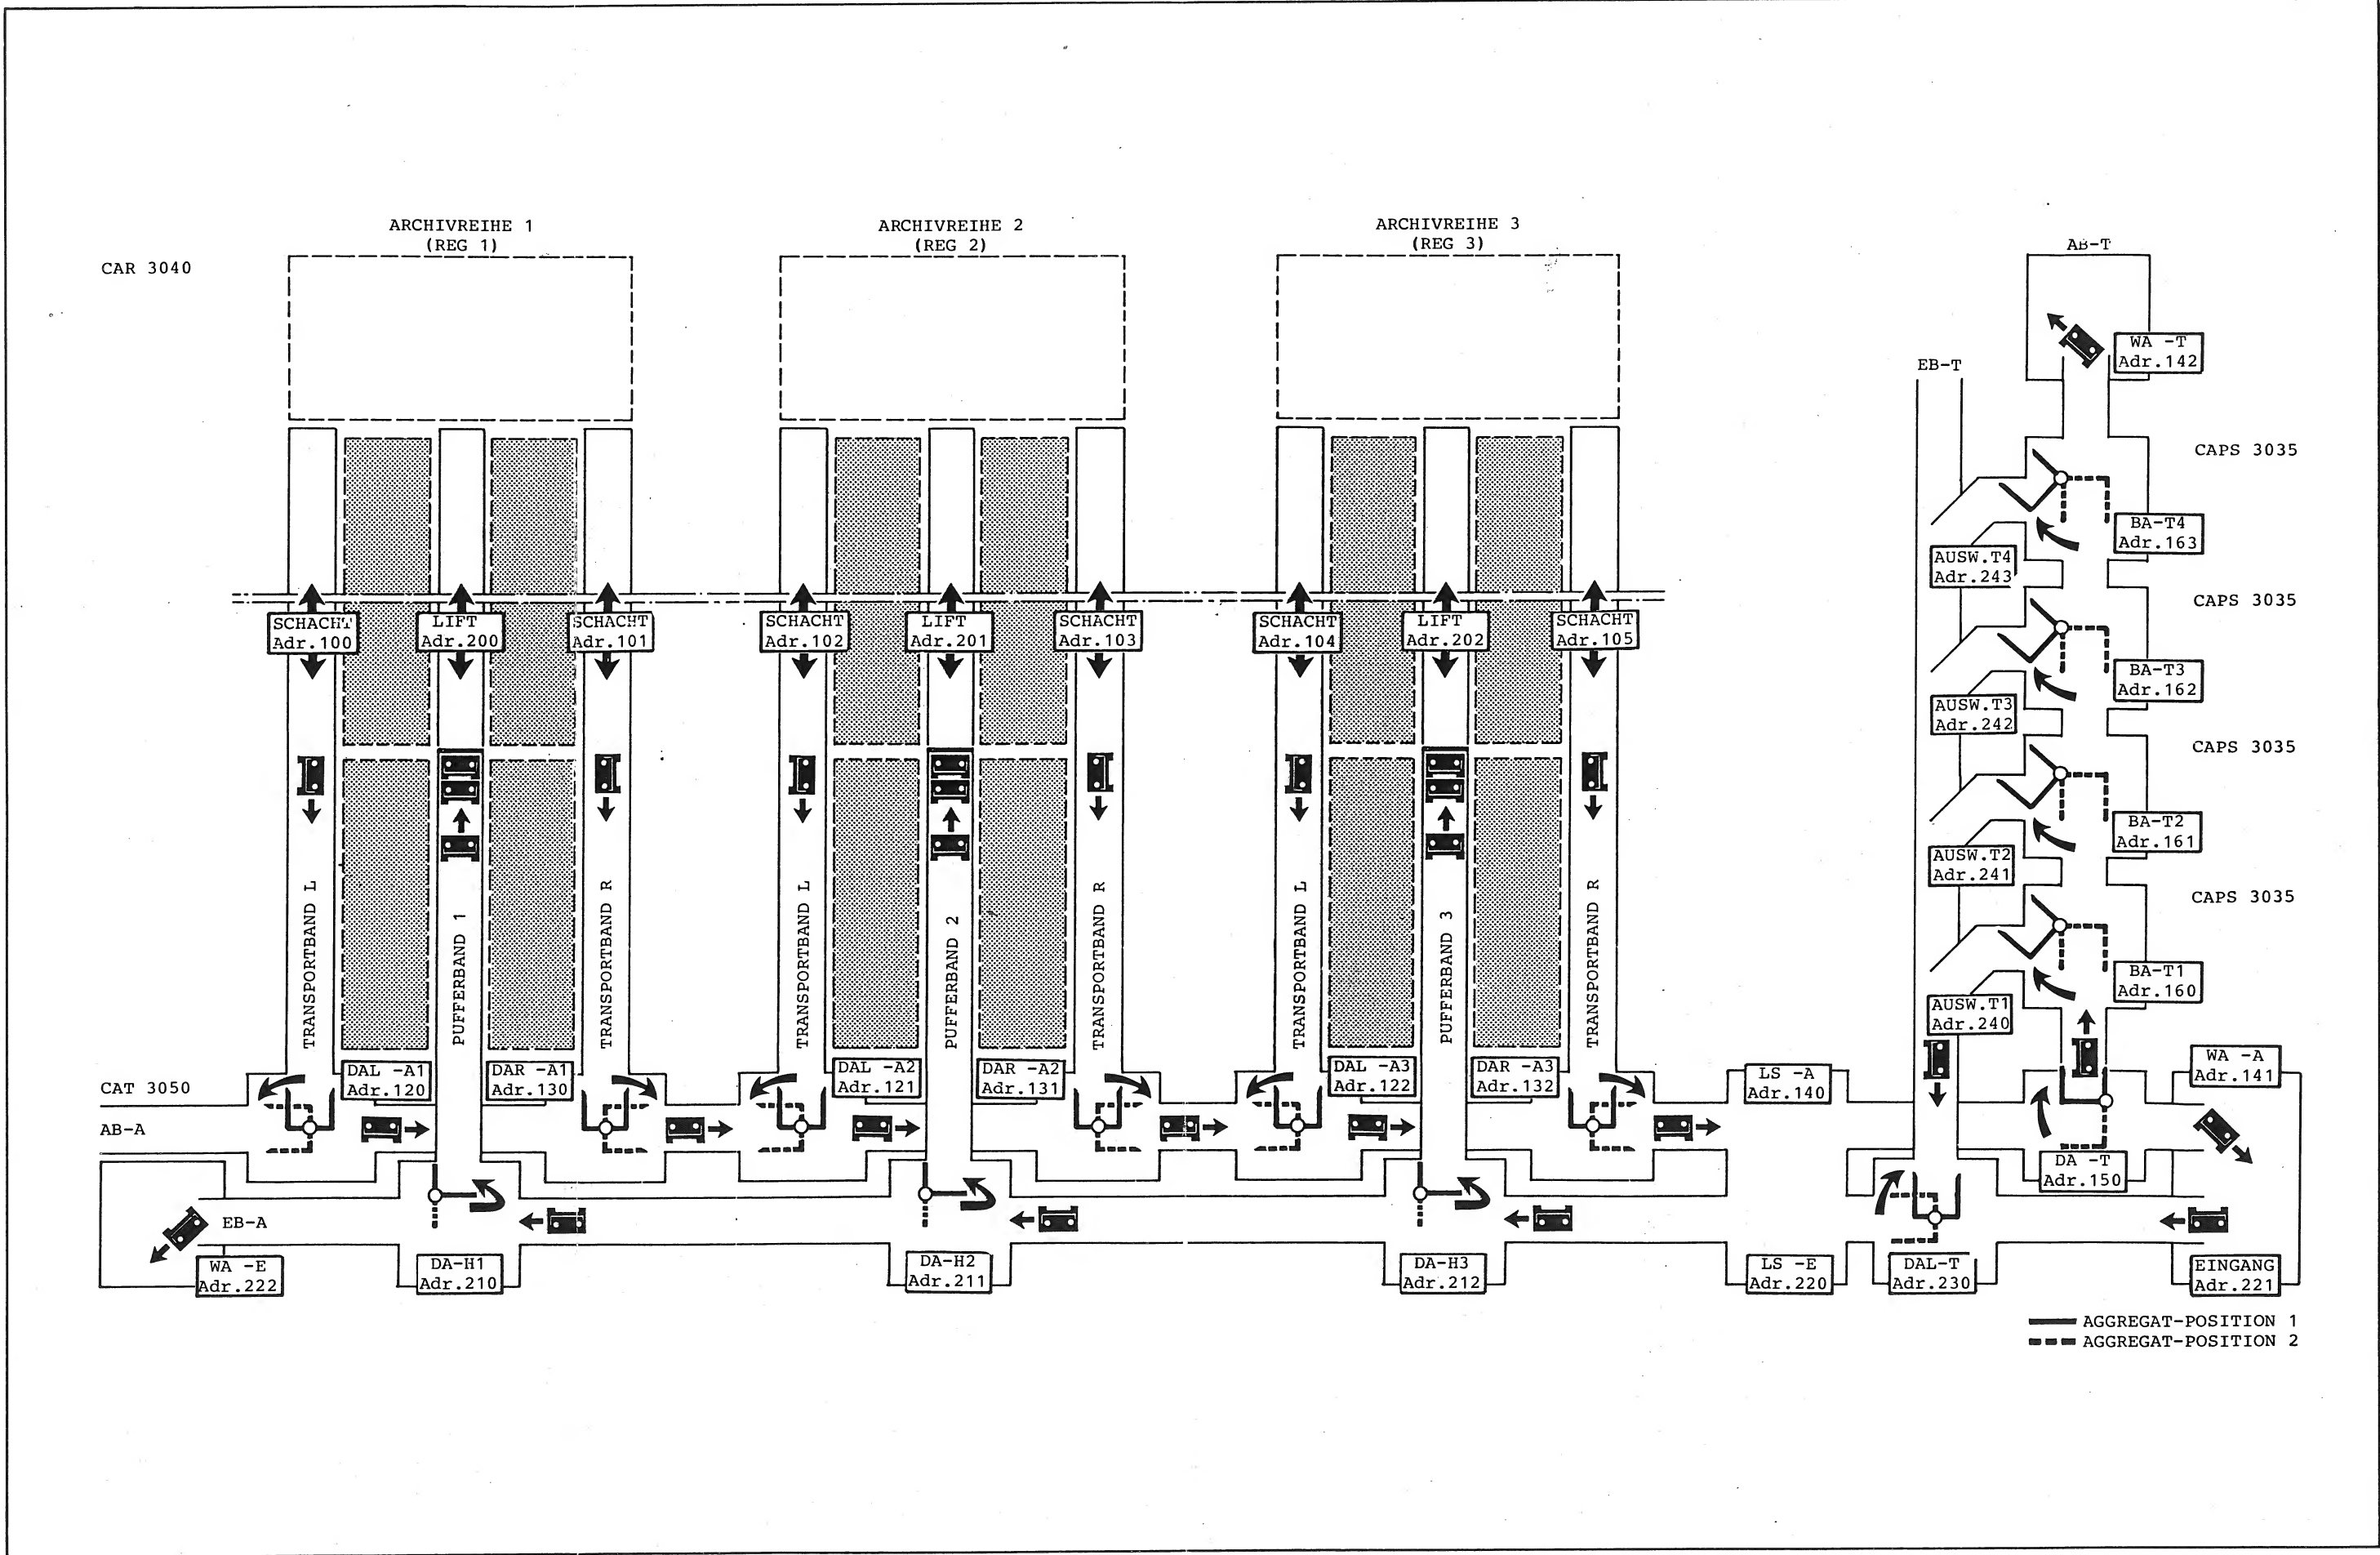 ARCHIVREIHE 1
(REG 1)
ARCHIVREIHE 2
(REG 2)
ARCHIVREIHE 3
(REG 3)
AB-T
CAR 3040
WA -T
Adr.142
EB-T
CAPS 3035
BA-T4
Adr.163
AUSW.T4
Adr.243
CAPS 3035
SCHACHT
Adr.100
LIFT
Adr.200
SCHACHT
Adr.101
SCHACHT
Adr.102
LIFT
Adr.201
SCHACHT
Adr.103
SCHACHT
Adr.104
LIFT
Adr.202
SCHACHT
Adr.105
BA-T3
Adr.162
AUSW.T3
Adr.242
CAPS 3035
BA-T2
Adr.161
AUSW.T2
Adr.241
CAPS 3035
TRANSPORTBAND L
PUFFERBAND 1
TRANSPORTBAND R
TRANSPORTBAND L
PUFFERBAND 2
TRANSPORTBAND R
TRANSPORTBAND L
PUFFERBAND 3
TRANSPORTBAND R
BA-T1
Adr.160
AUSW.T1
Adr.240
CAT 3050
DAL -A1
Adr.120
DAR -A1
Adr.130
DAL -A2
Adr.121
DAR -A2
Adr.131
DAL -A3
Adr.122
DAR -A3
Adr.132
LS -A
Adr.140
WA -A
Adr.141
AB-A
DA -T
Adr.150
EB-A
WA -E
Adr.222
DA-H1
Adr.210
DA-H2
Adr.211
DA-H3
Adr.212
LS -E
Adr.220
DAL-T
Adr.230
EINGANG
Adr.221
AGGREGAT-POSITION 1
AGGREGAT-POSITION 2